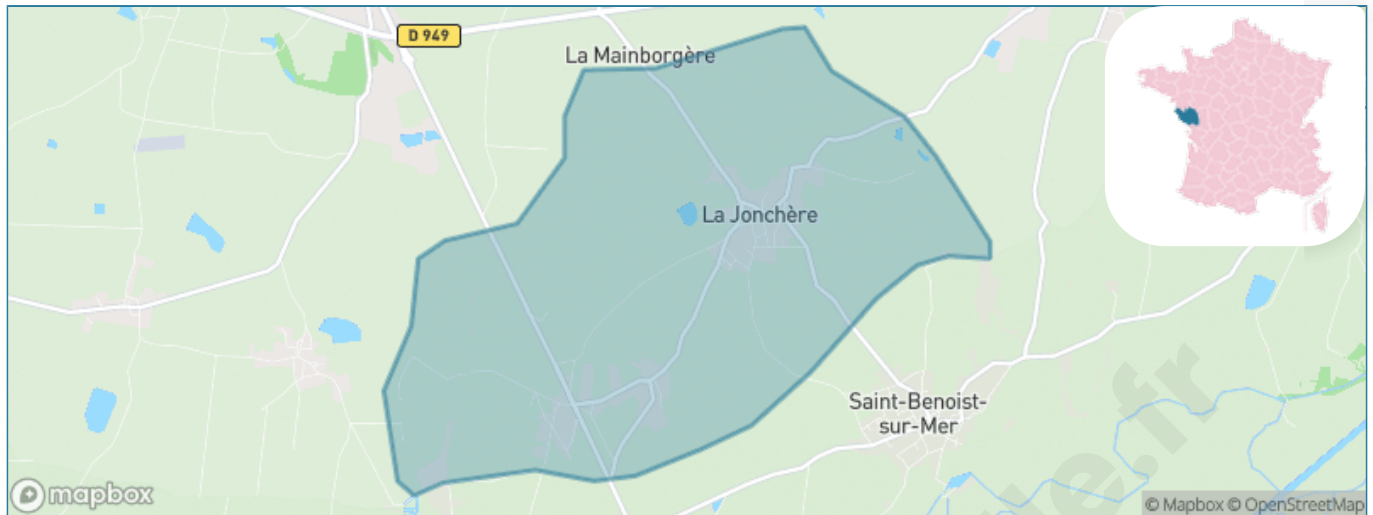 D 949
La Mainborgère
La Jonchère
Saint-Benoist-
sur-Mer
mapbox
© Mapbox © OpenStreetMap